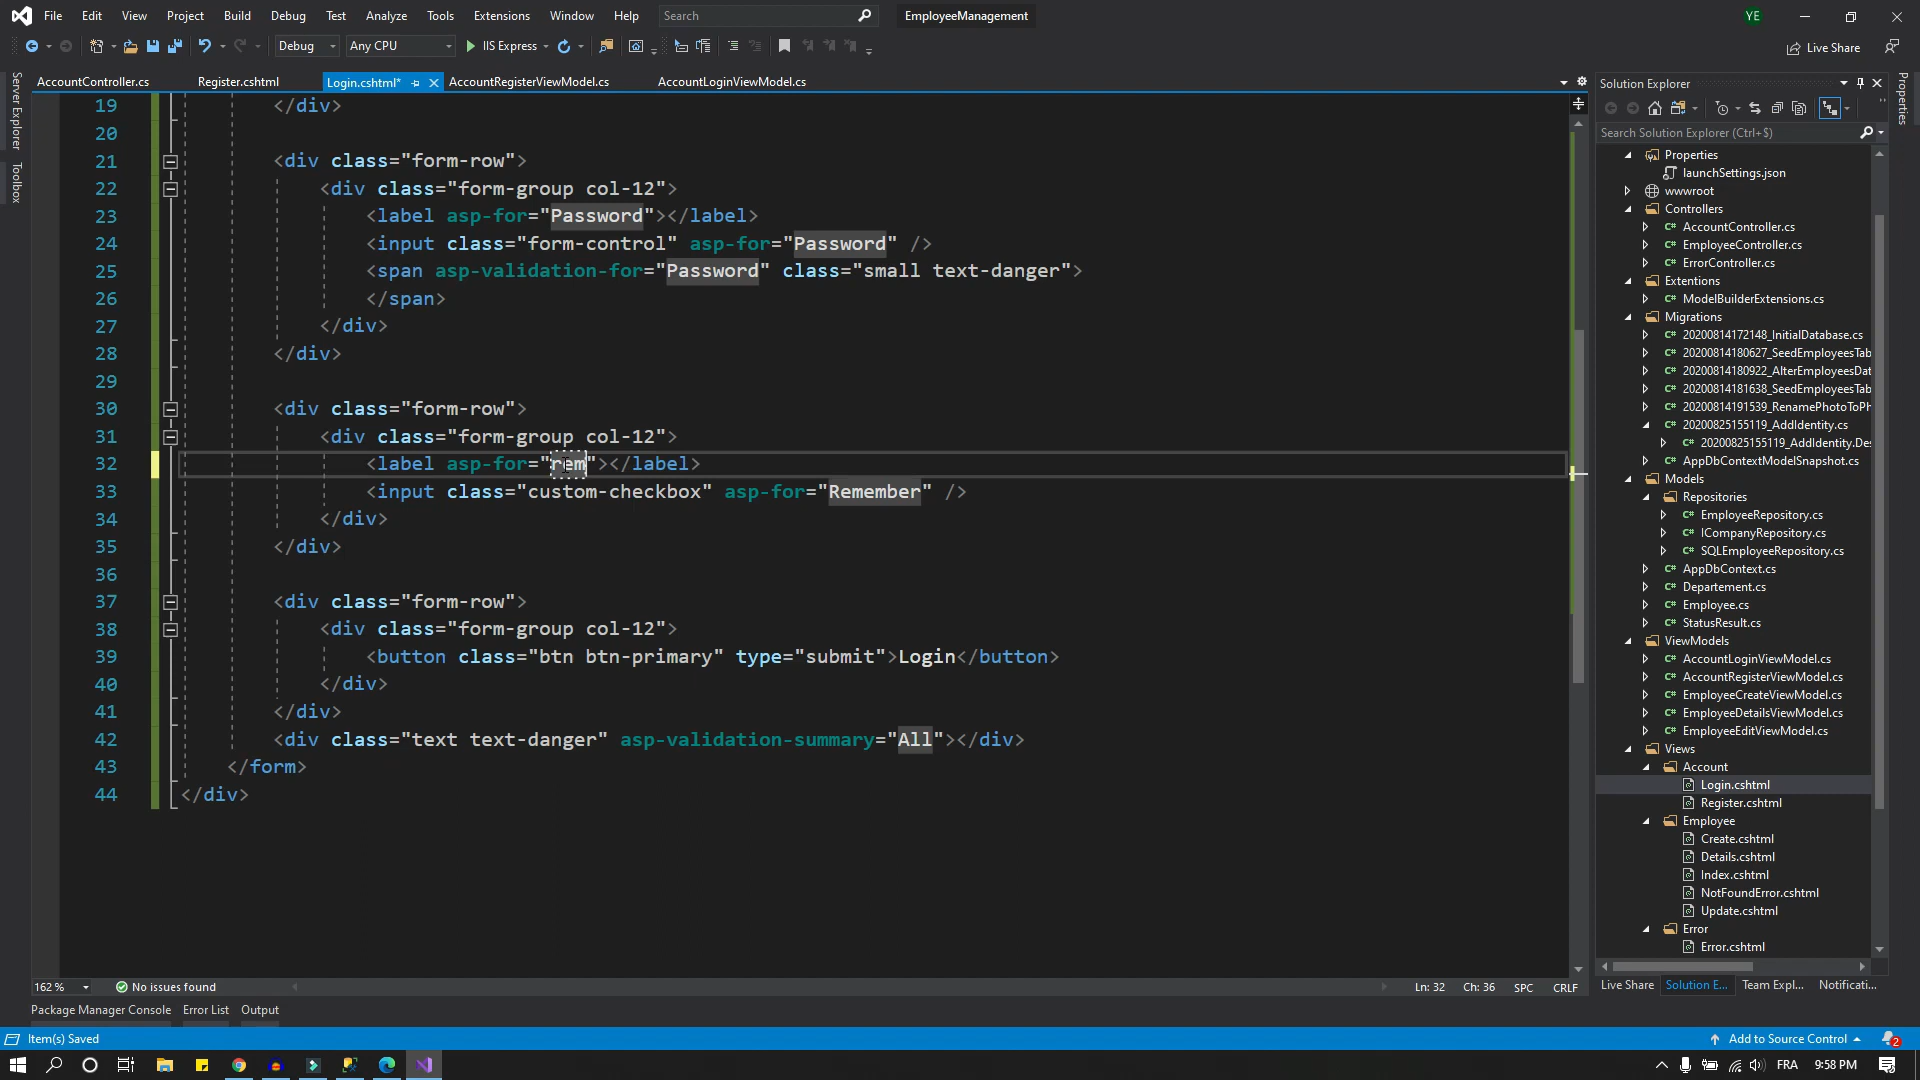 File Edit View Project Build Debug Test Analyze Tools Extensions Window Help Search EmployeeManagement YE
Debug Any CPU IIS Express Live Share
AccountController.cs Register.cshtml Login.cshtml* AccountRegisterViewModel.cs AccountLoginViewModel.cs
Server Explorer
Toolbox
19 </div>
20
21 <div class="form-row">
22 <div class="form-group col-12">
23 <label asp-for="Password"></label>
24 <input class="form-control" asp-for="Password" />
25 <span asp-validation-for="Password" class="small text-danger">
26 </span>
27 </div>
28 </div>
29
30 <div class="form-row">
31 <div class="form-group col-12">
32 <label asp-for="rem"></label>
33 <input class="custom-checkbox" asp-for="Remember" />
34 </div>
35 </div>
36
37 <div class="form-row">
38 <div class="form-group col-12">
39 <button class="btn btn-primary" type="submit">Login</button>
40 </div>
41 </div>
42 <div class="text text-danger" asp-validation-summary="All"></div>
43 </form>
44 </div>
162 % No issues found Ln: 32 Ch: 36 SPC CRLF
Package Manager Console Error List Output
Solution Explorer
Search Solution Explorer (Ctrl+$)
Properties
launchSettings.json
wwwroot
Controllers
C# AccountController.cs
C# EmployeeController.cs
C# ErrorController.cs
Extentions
C# ModelBuilderExtensions.cs
Migrations
C# 20200814172148_InitialDatabase.cs
C# 20200814180627_SeedEmployeesTab
C# 20200814180922_AlterEmployeesDat
C# 20200814181638_SeedEmployeesTab
C# 20200814191539_RenamePhotoToPh
C# 20200825155119_AddIdentity.cs
C# 20200825155119_AddIdentity.Des
C# AppDbContextModelSnapshot.cs
Models
Repositories
C# EmployeeRepository.cs
C# ICompanyRepository.cs
C# SQLEmployeeRepository.cs
C# AppDbContext.cs
C# Departement.cs
C# Employee.cs
C# StatusResult.cs
ViewModels
C# AccountLoginViewModel.cs
C# AccountRegisterViewModel.cs
C# EmployeeCreateViewModel.cs
C# EmployeeDetailsViewModel.cs
C# EmployeeEditViewModel.cs
Views
Account
Login.cshtml
Register.cshtml
Employee
Create.cshtml
Details.cshtml
Index.cshtml
NotFoundError.cshtml
Update.cshtml
Error
Error.cshtml
Live Share Solution E... Team Expl... Notificati...
Properties
Item(s) Saved Add to Source Control 2
FRA 9:58 PM